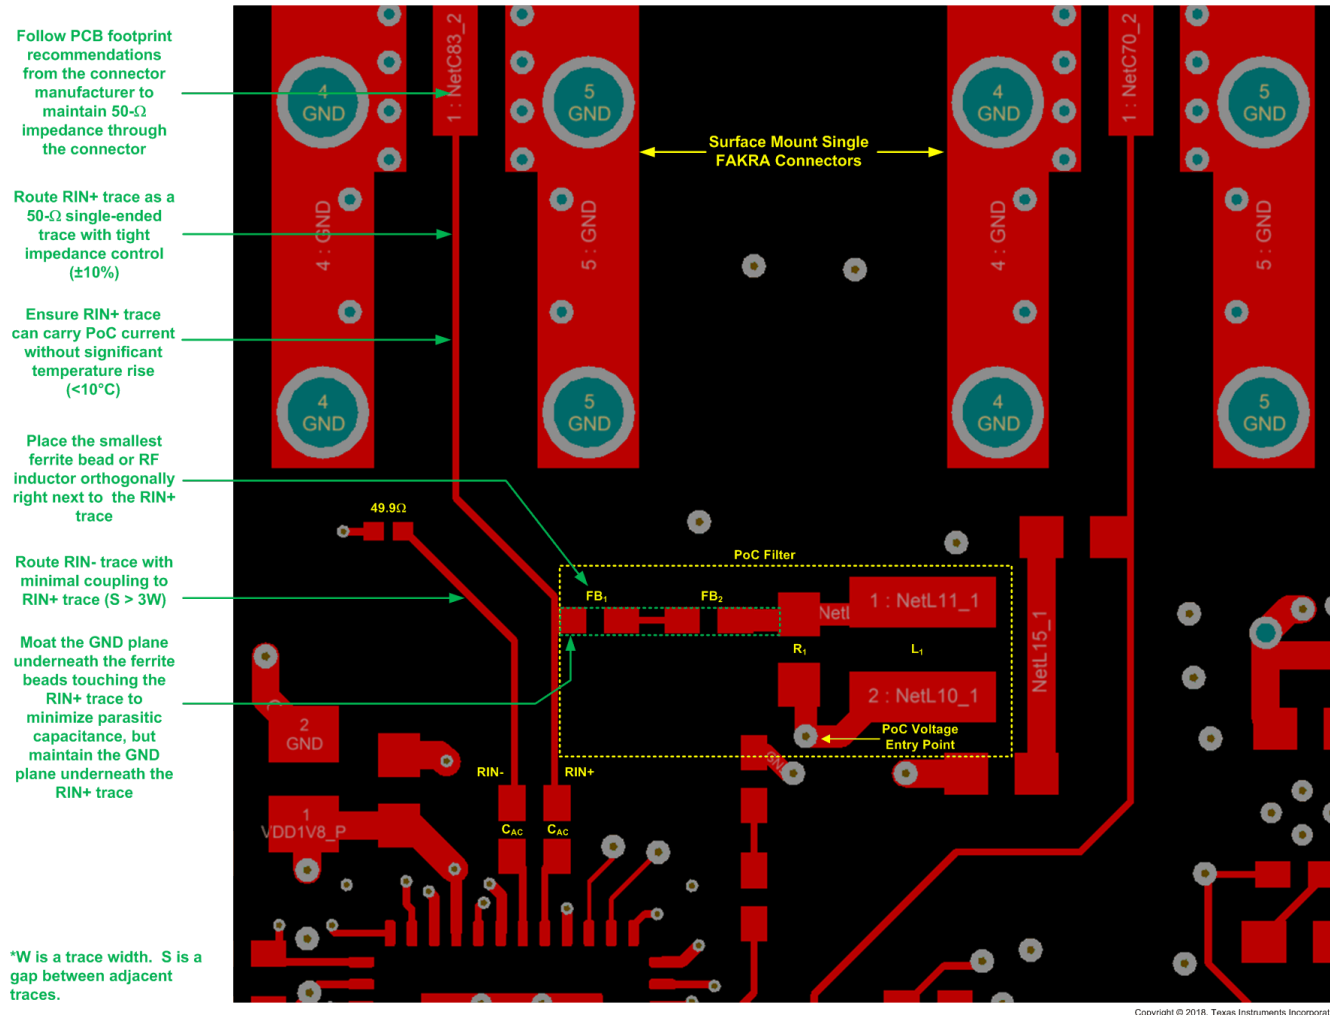 Follow PCB footprint
recommendations
from the connector
manufacturer to
maintain 50-Ω
impedance through
the connector
Route RIN+ trace as a
50-Ω single-ended
trace with tight
impedance control
(±10%)
Ensure RIN+ trace
can carry PoC current
without significant
temperature rise
(<10°C)
Place the smallest
ferrite bead or RF
inductor orthogonally
right next to the RIN+
trace
Route RIN- trace with
minimal coupling to
RIN+ trace (S > 3W)
Moat the GND plane
underneath the ferrite
beads touching the
RIN+ trace to
minimize parasitic
capacitance, but
maintain the GND
plane underneath the
RIN+ trace
*W is a trace width. S is a
gap between adjacent
traces.
1 : NetC83_2
1 : NetC70_2
4
GND
5
GND
4
GND
5
GND
Surface Mount Single
FAKRA Connectors
4 : GND
5 : GND
4 : GND
5 : GND
4
GND
5
GND
4
GND
5
GND
49.9Ω
PoC Filter
FB₁
FB₂
NetL
1 : NetL11_1
R₁
L₁
2 : NetL10_1
NetL15_1
PoC Voltage
Entry Point
2
GND
RIN-
RIN+
1
VDD1V8_P
C_AC
C_AC
Copyright © 2018, Texas Instruments Incorporat